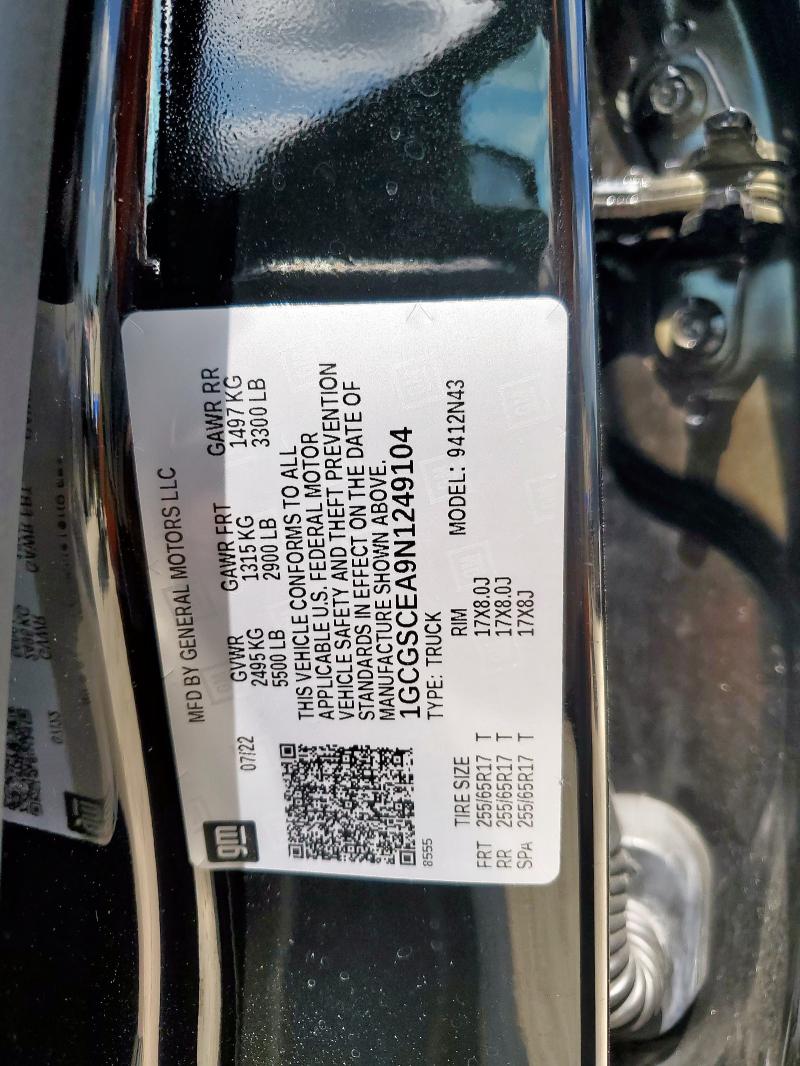 MFD BY GENERAL MOTORS LLC
07/22
GVWR
2495 KG
5500 LB
GAWR FRT
1315 KG
2900 LB
GAWR RR
1497 KG
3300 LB
THIS VEHICLE CONFORMS TO ALL
APPLICABLE U.S. FEDERAL MOTOR
VEHICLE SAFETY AND THEFT PREVENTION
STANDARDS IN EFFECT ON THE DATE OF
MANUFACTURE SHOWN ABOVE.
1GCGSCEA9N1249104
TYPE: TRUCK
MODEL: 9412N43
gm
8555
TIRE SIZE RIM
FRT 255/65R17 T 17X8.0J
RR 255/65R17 T 17X8.0J
SPA 255/65R17 T 17X8J